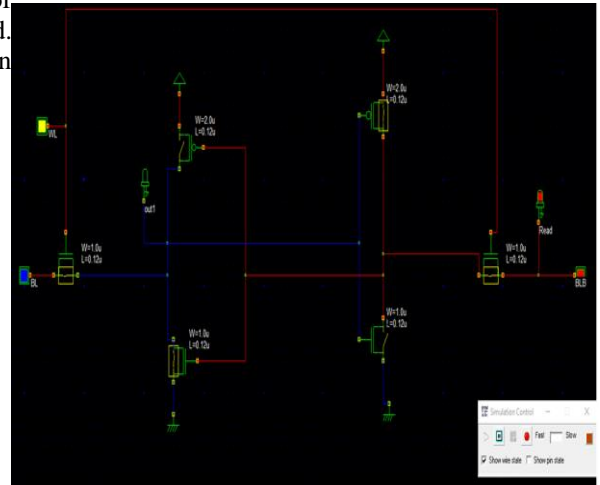 d.
n
W=2.0u
L=0.12u
WL
W=2.0u
L=0.12u
out1
Read
W=1.0u
L=0.12u
W=1.0u
L=0.12u
BL
BLB
W=1.0u
L=0.12u
W=1.0u
L=0.12u
Simulation Control
Fast
Slow
Show wire state
Show pin state